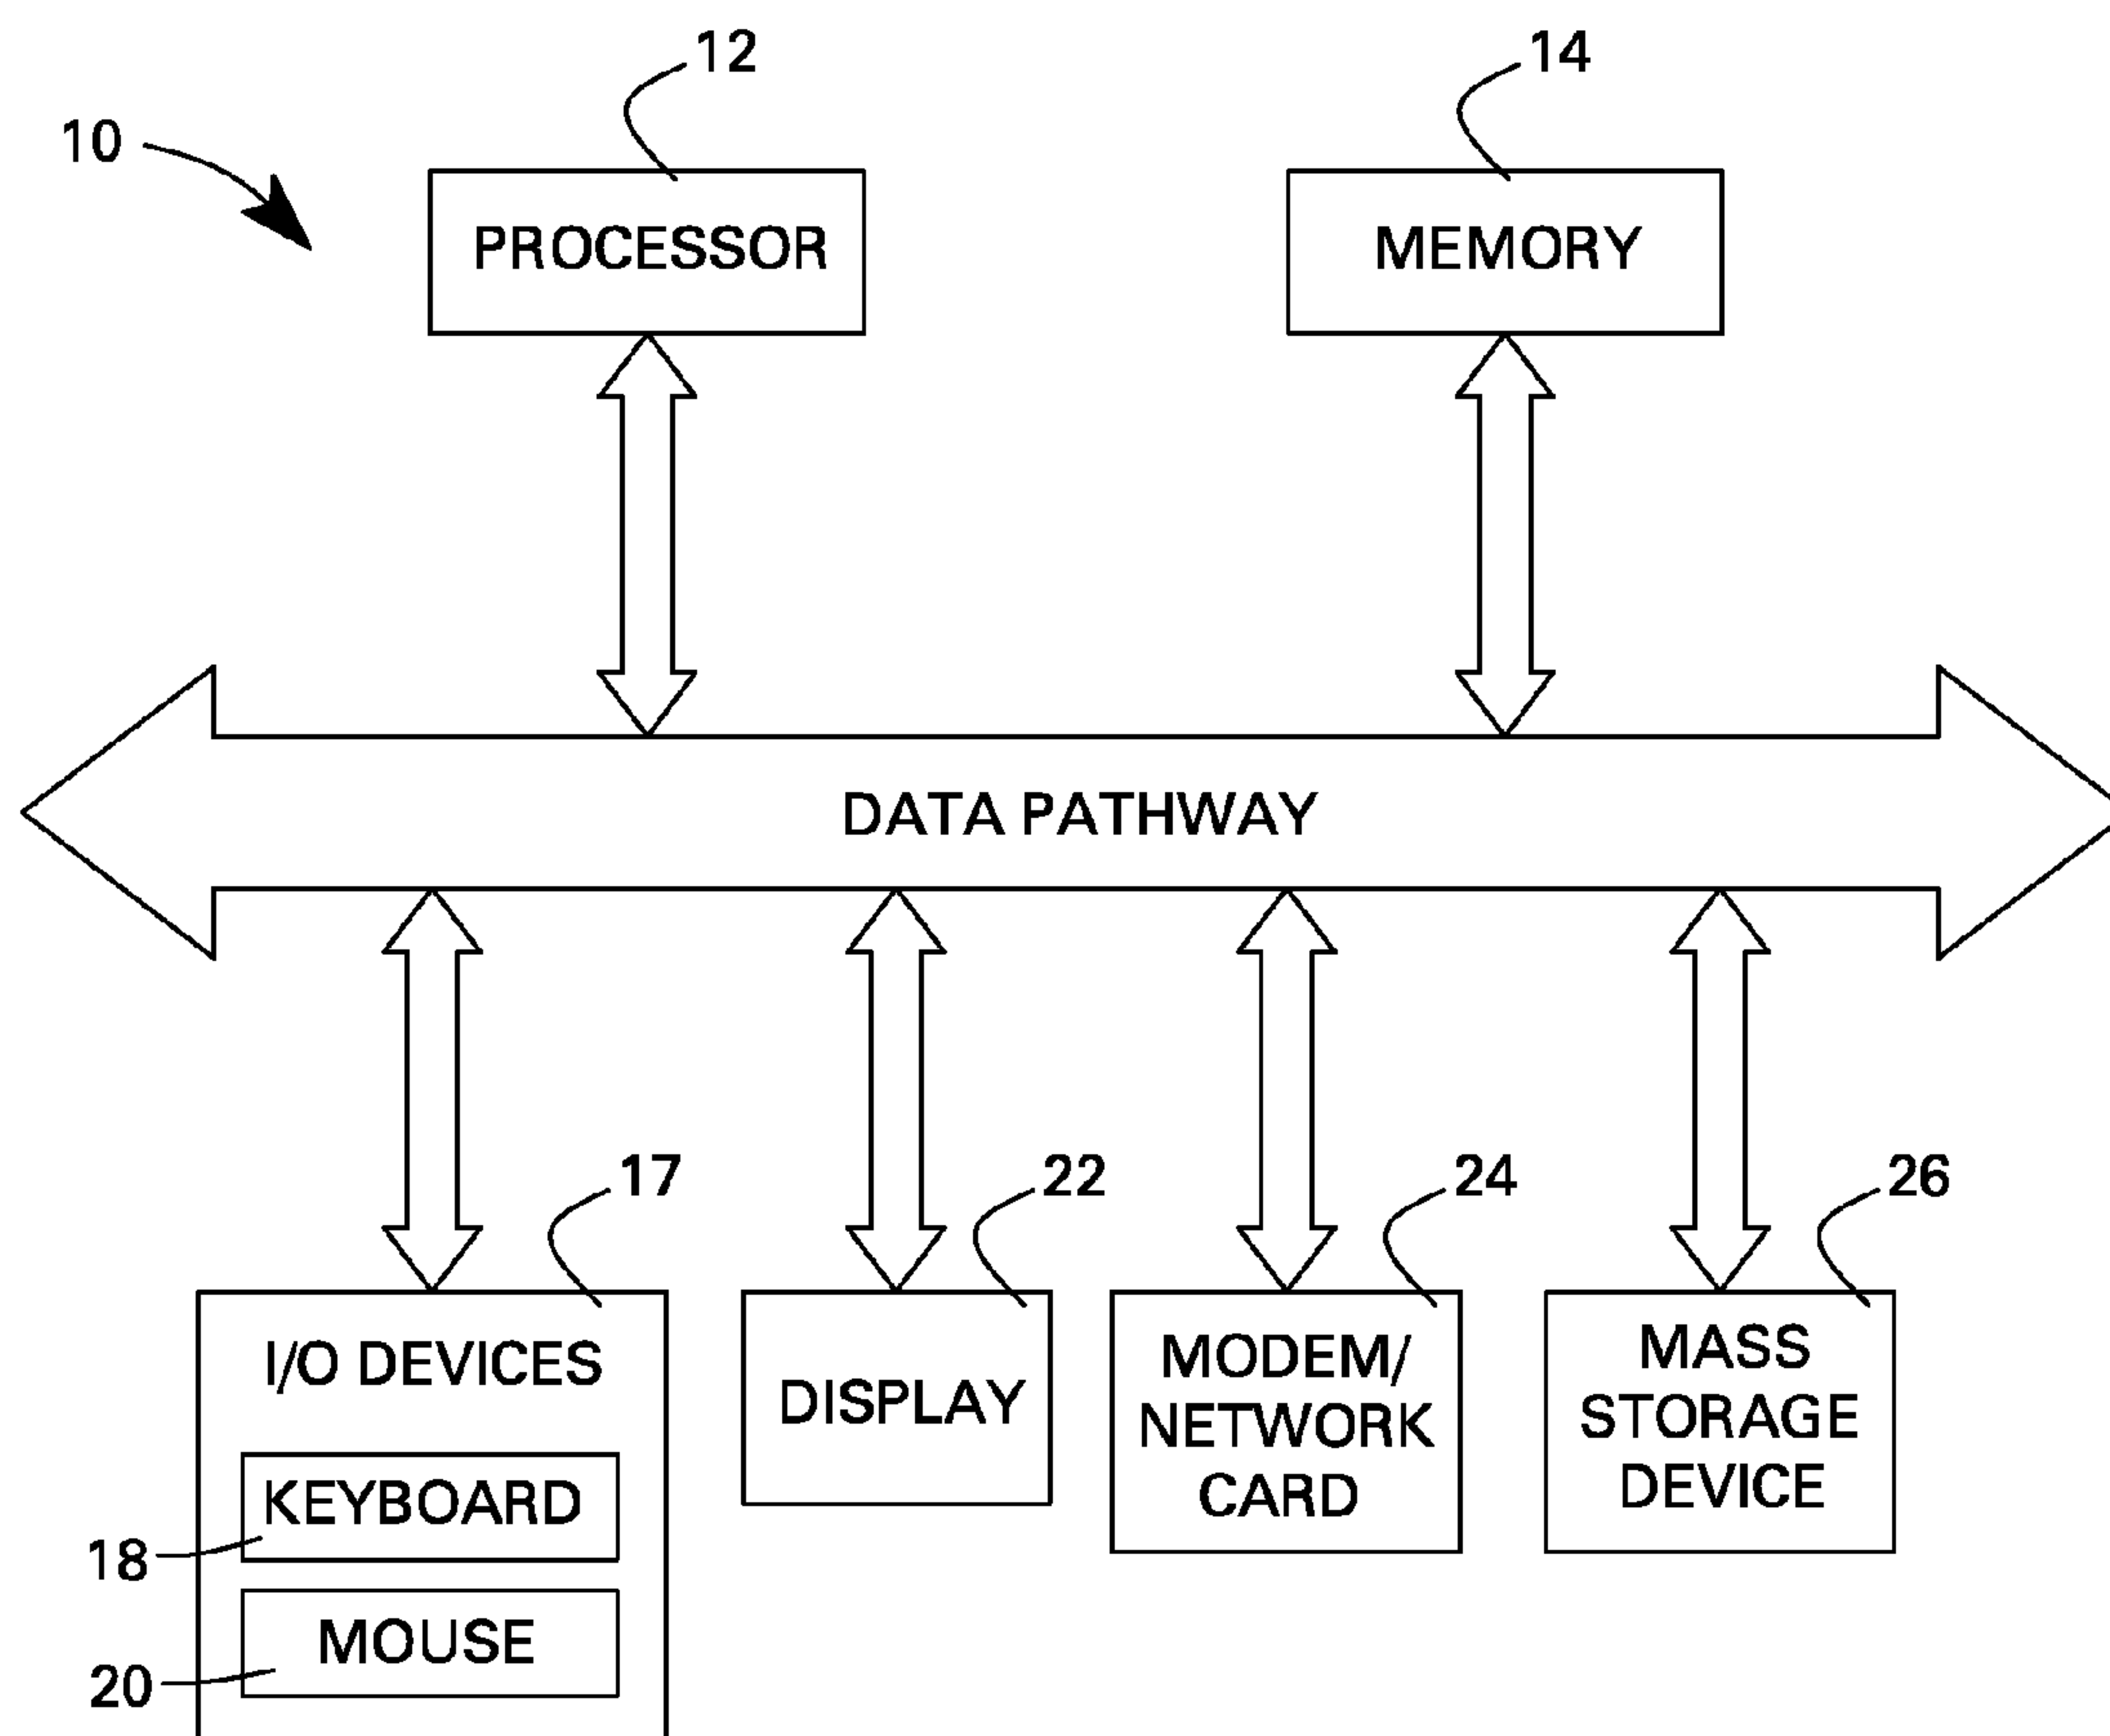 12
14
10
PROCESSOR
MEMORY
DATA PATHWAY
17
22
24
26
I/O DEVICES
DISPLAY
MODEM/
NETWORK
CARD
MASS
STORAGE
DEVICE
KEYBOARD
18
MOUSE
20